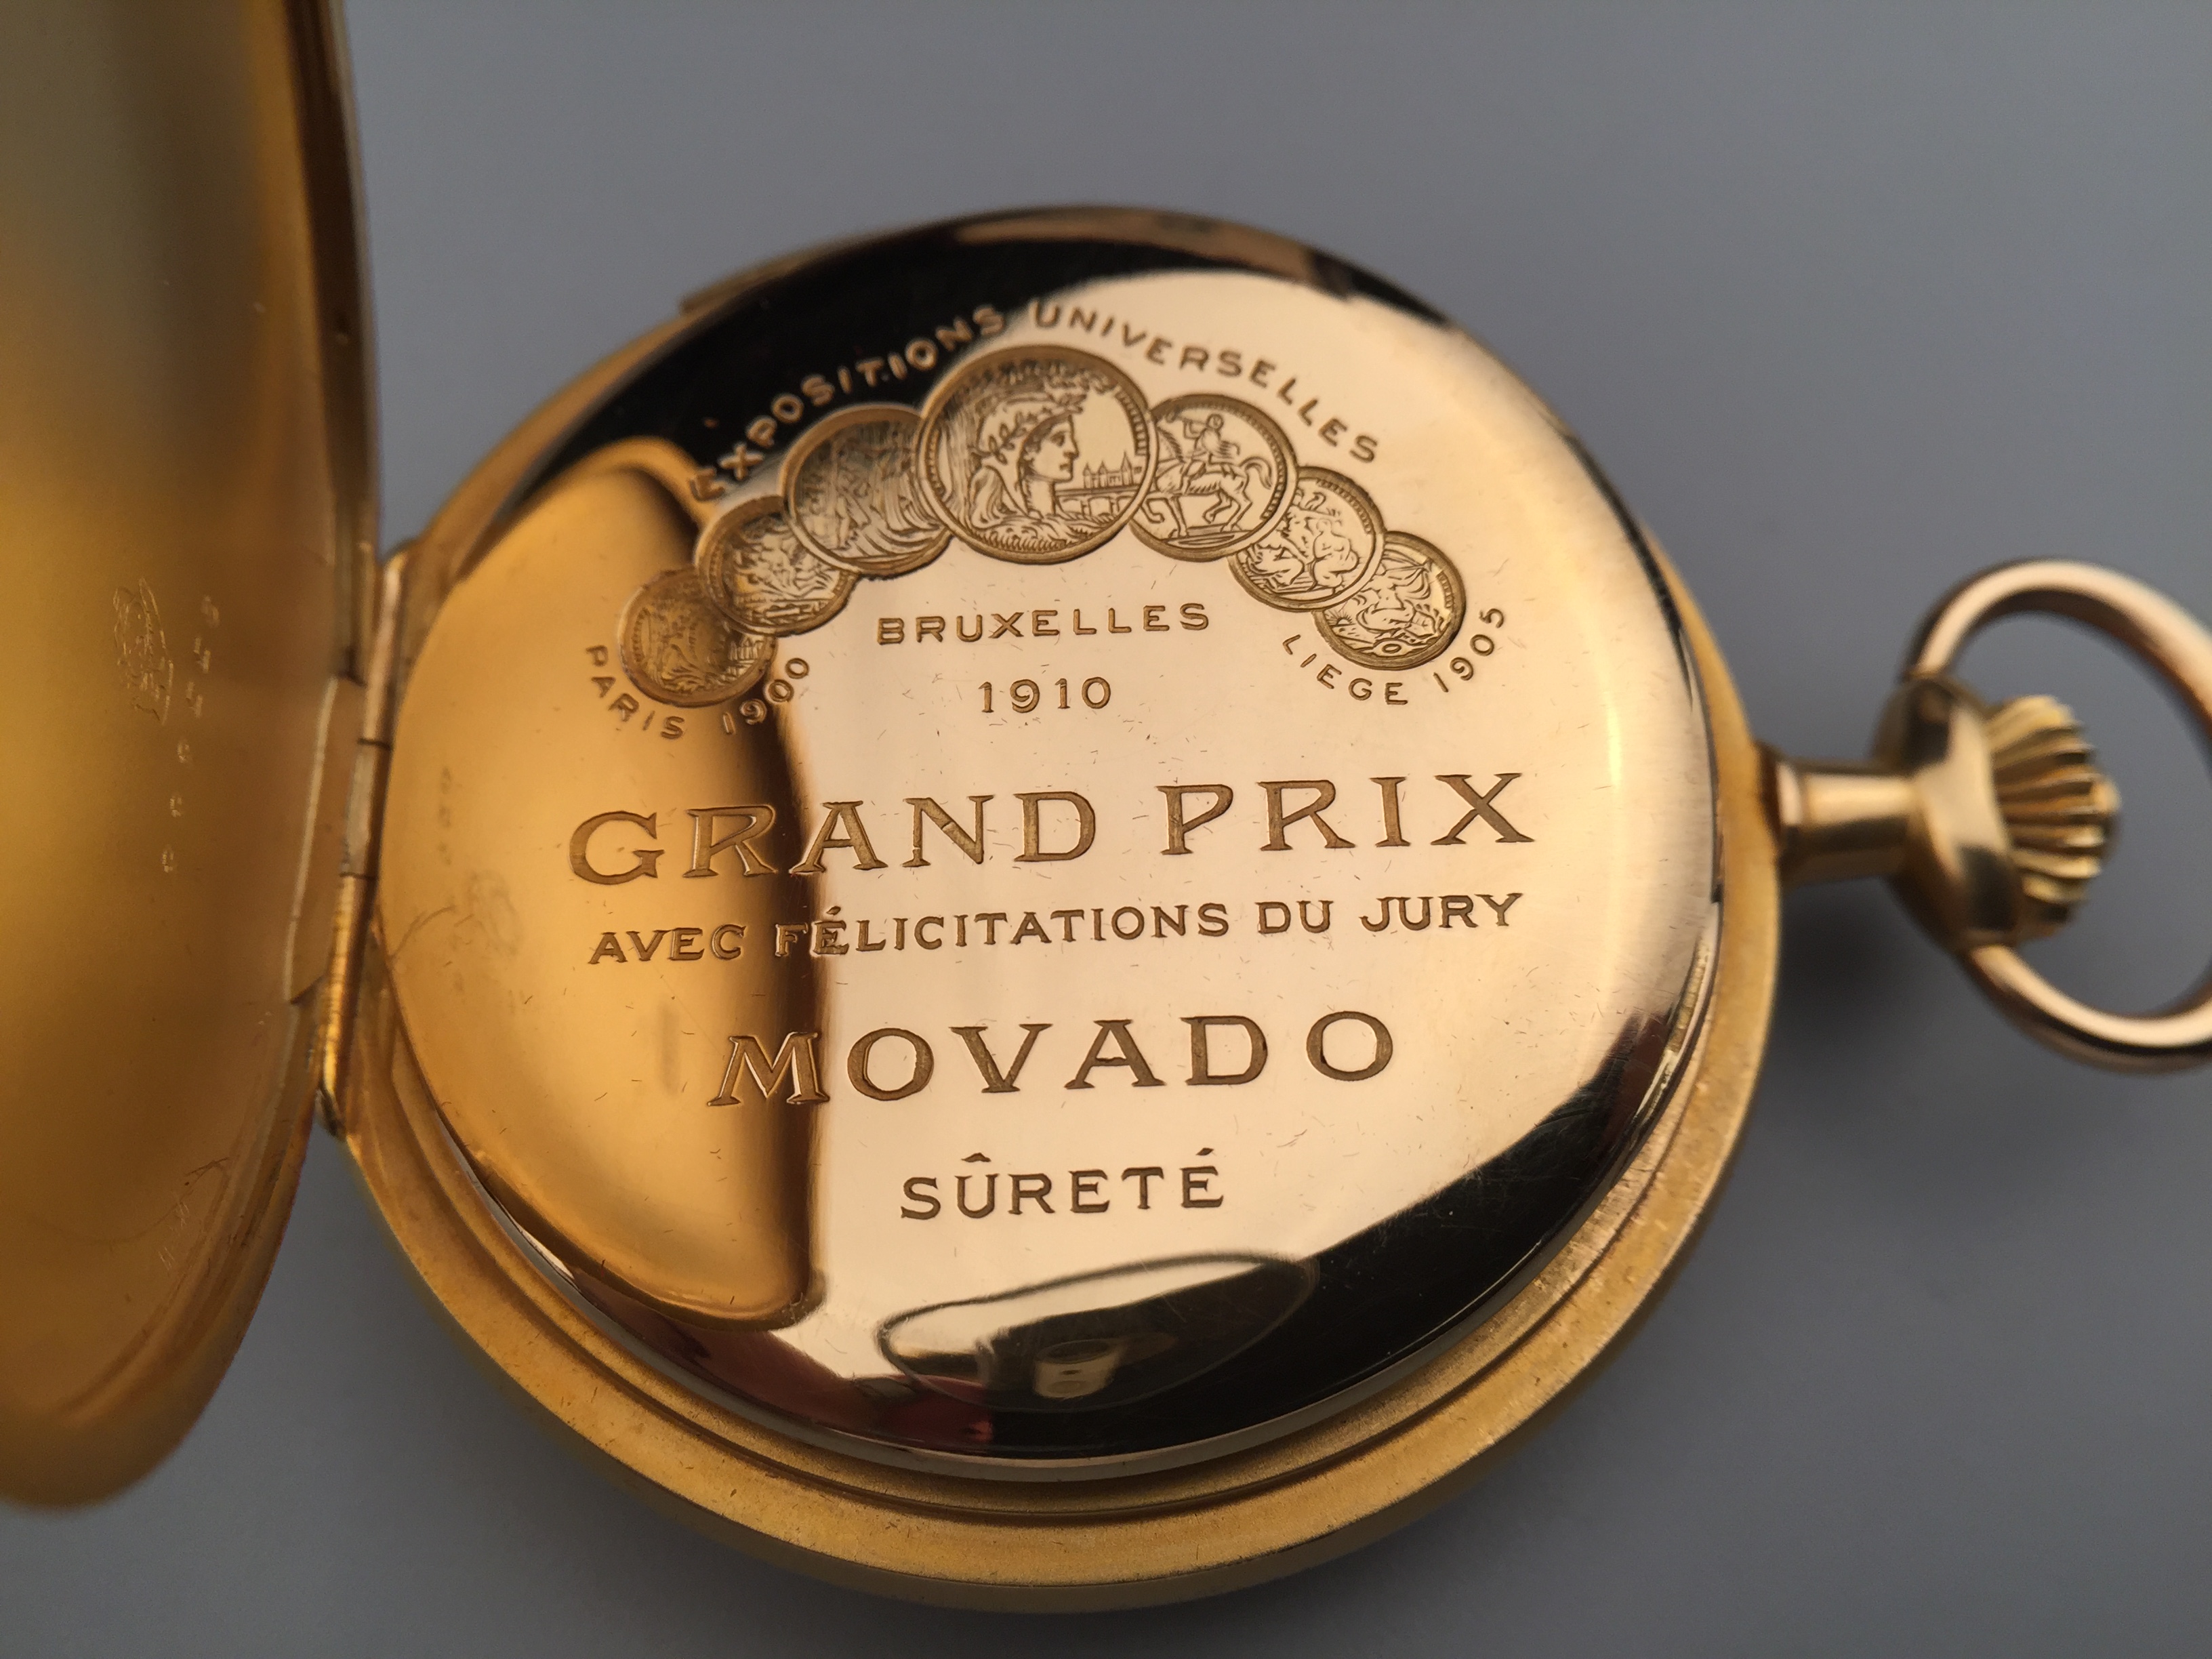 EXPOSITIONS UNIVERSELLES
PARIS 1900
BRUXELLES
1910
LIEGE 1905
GRAND PRIX
AVEC FÉLICITATIONS DU JURY
MOVADO
SÛRETÉ